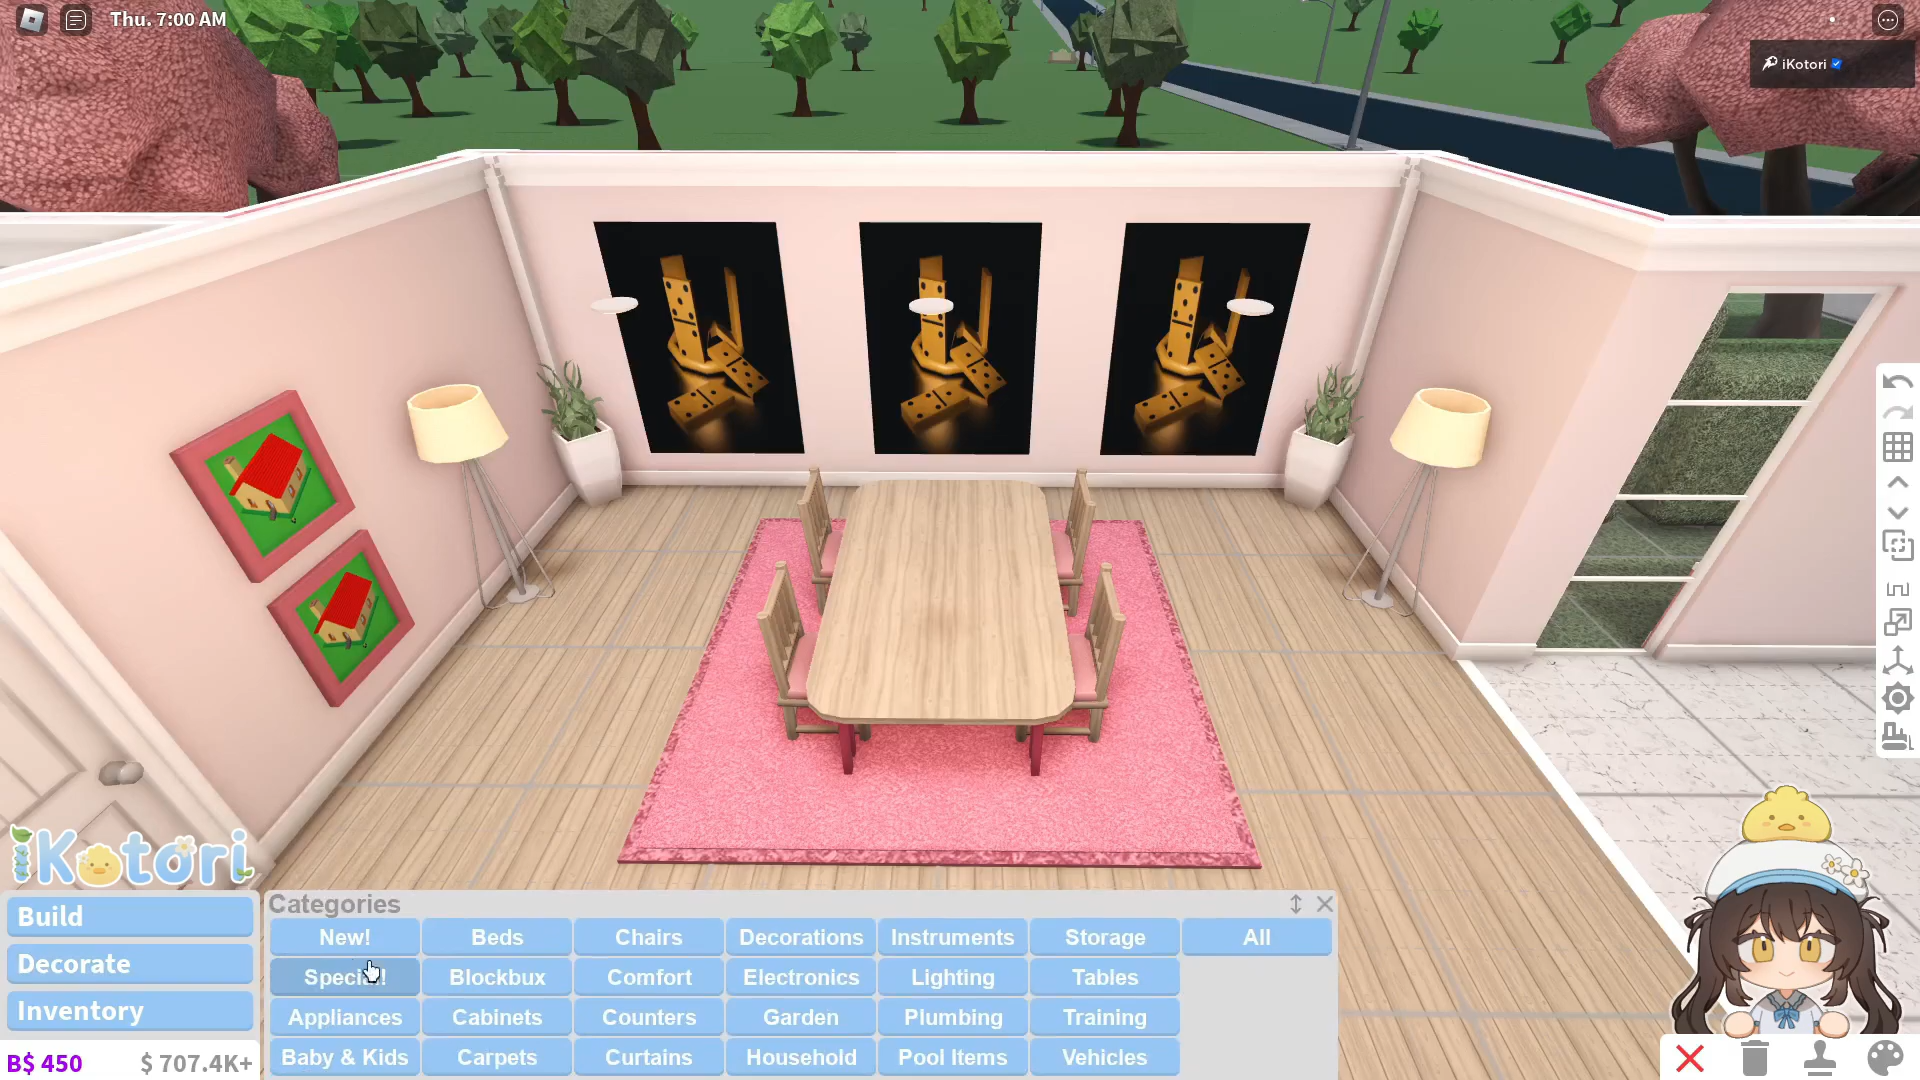 Thu. 7:00 AM
iKotori
iKotori
Build
Decorate
Inventory
B$ 450
$ 707.4K+
Categories
New! Beds Chairs Decorations Instruments Storage All
Special! Blockbux Comfort Electronics Lighting Tables
Appliances Cabinets Counters Garden Plumbing Training
Baby & Kids Carpets Curtains Household Pool Items Vehicles